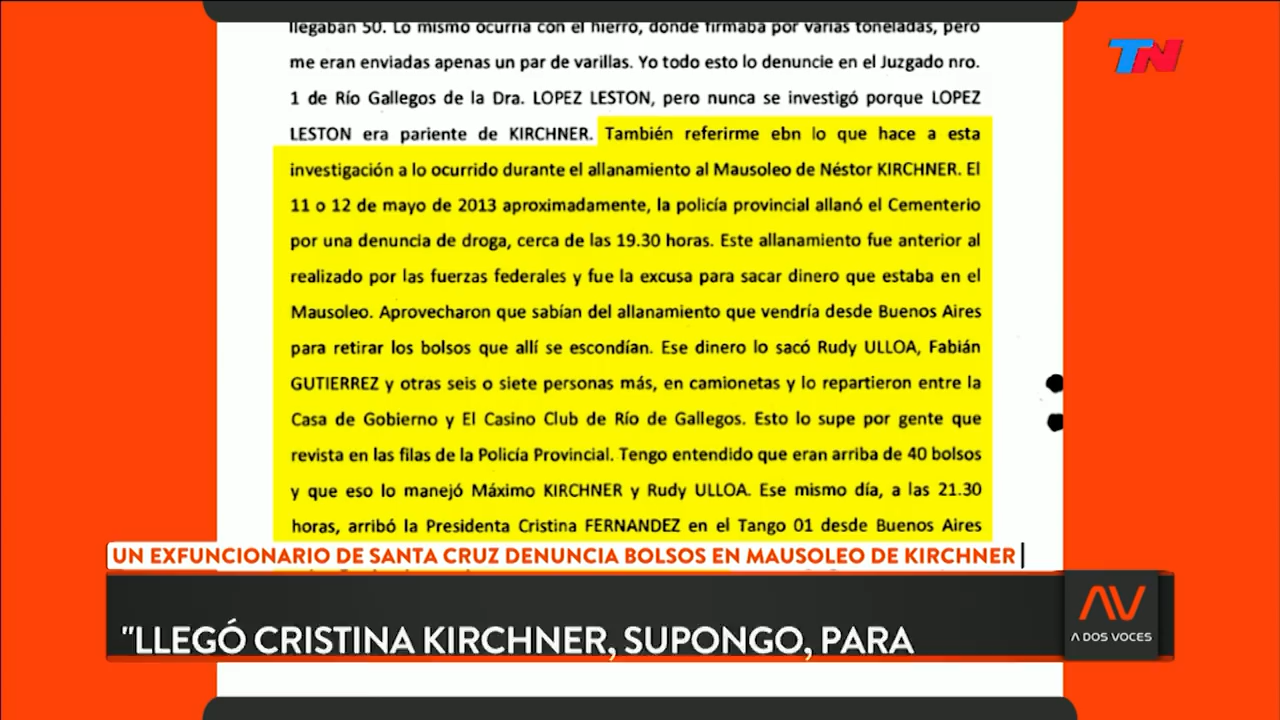 llegaban 50. Lo mismo ocurría con el hierro, donde firmaba por varias toneladas, pero
me eran enviadas apenas un par de varillas. Yo todo esto lo denuncie en el Juzgado nro.
1 de Río Gallegos de la Dra. LOPEZ LESTON, pero nunca se investigó porque LOPEZ
LESTON era pariente de KIRCHNER. También referirme ebn lo que hace a esta
investigación a lo ocurrido durante el allanamiento al Mausoleo de Néstor KIRCHNER. El
11 o 12 de mayo de 2013 aproximadamente, la policía provincial allanó el Cementerio
por una denuncia de droga, cerca de las 19.30 horas. Este allanamiento fue anterior al
realizado por las fuerzas federales y fue la excusa para sacar dinero que estaba en el
Mausoleo. Aprovecharon que sabían del allanamiento que vendría desde Buenos Aires
para retirar los bolsos que allí se escondían. Ese dinero lo sacó Rudy ULLOA, Fabián
GUTIERREZ y otras seis o siete personas más, en camionetas y lo repartieron entre la
Casa de Gobierno y El Casino Club de Río de Gallegos. Esto lo supe por gente que
revista en las filas de la Policía Provincial. Tengo entendido que eran arriba de 40 bolsos
y que eso lo manejó Máximo KIRCHNER y Rudy ULLOA. Ese mismo día, a las 21.30
horas, arribó la Presidenta Cristina FERNANDEZ en el Tango 01 desde Buenos Aires
TN
UN EXFUNCIONARIO DE SANTA CRUZ DENUNCIA BOLSOS EN MAUSOLEO DE KIRCHNER
"LLEGÓ CRISTINA KIRCHNER, SUPONGO, PARA
AV
A DOS VOCES